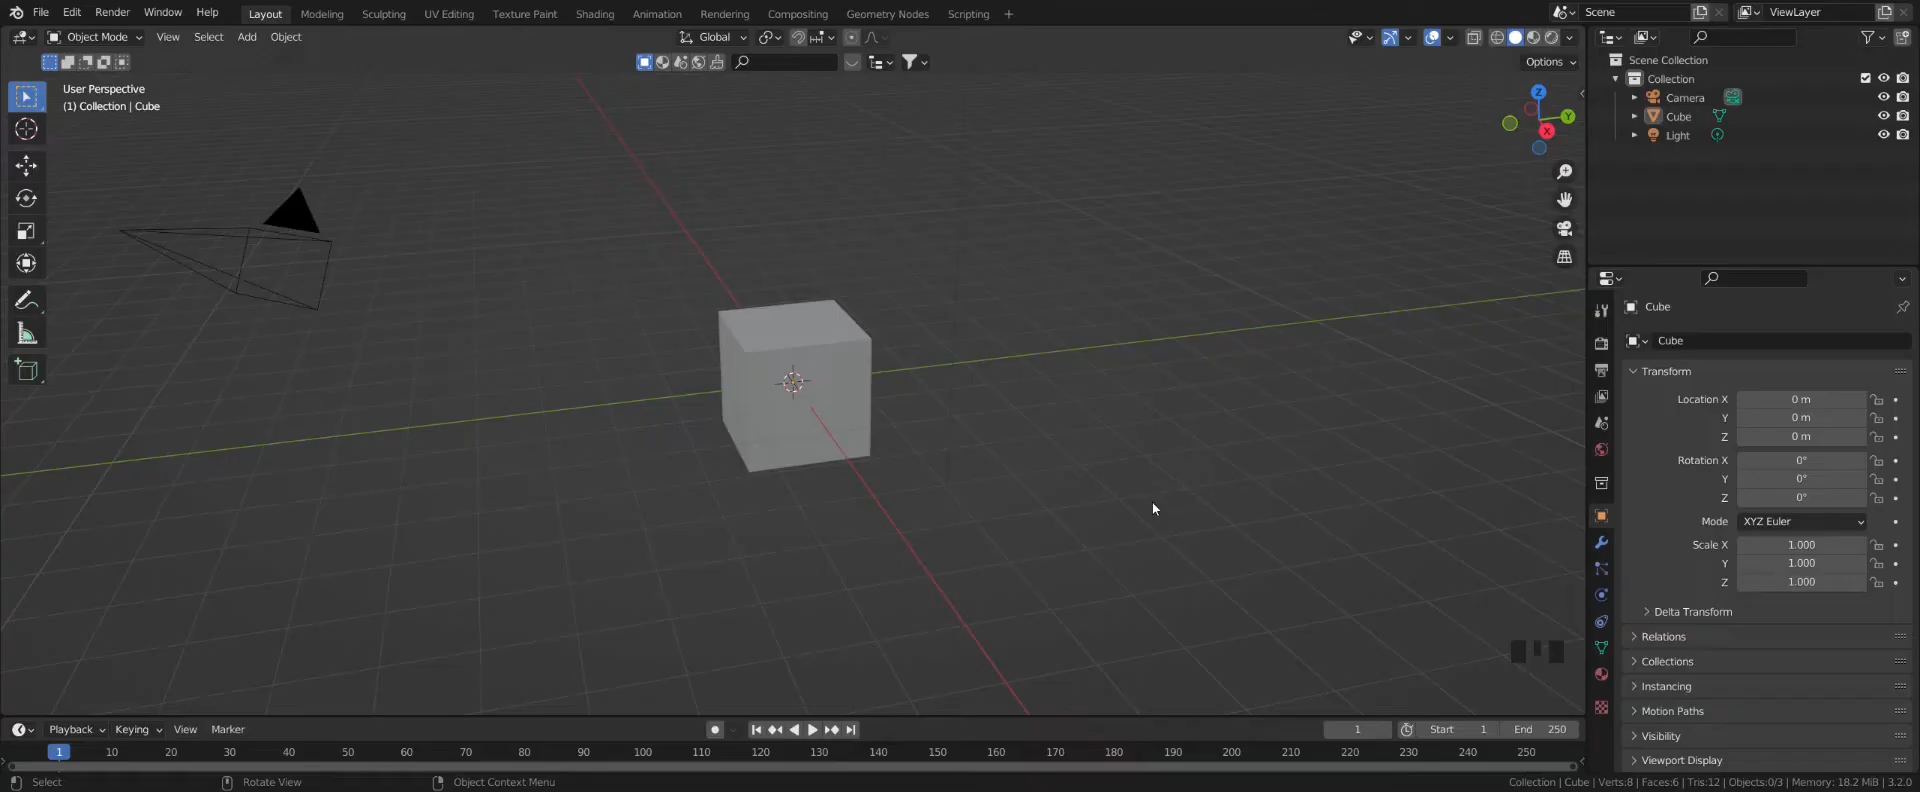 File Edit Render Window Help Layout Modeling Sculpting UV Editing Texture Paint Shading Animation Rendering Compositing Geometry Nodes Scripting + Scene ViewLayer
Object Mode View Select Add Object Global
Options
User Perspective
(1) Collection | Cube
Z
Y
X
Scene Collection
Collection
Camera
Cube
Light
Cube
Cube
Transform
Location X 0 m
Y 0 m
Z 0 m
Rotation X 0°
Y 0°
Z 0°
Mode XYZ Euler
Scale X 1.000
Y 1.000
Z 1.000
Delta Transform
Relations
Collections
Instancing
Motion Paths
Visibility
Viewport Display
Playback Keying View Marker 1 Start 1 End 250
1 10 20 30 40 50 60 70 80 90 100 110 120 130 140 150 160 170 180 190 200 210 220 230 240 250
Select Rotate View Object Context Menu Collection | Cube | Verts:8 | Faces:6 | Tris:12 | Objects:0/3 | Memory: 18.2 MiB | 3.2.0